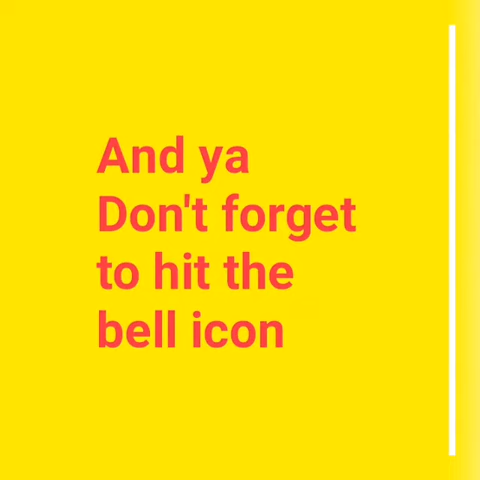 And ya
Don't forget
to hit the
bell icon